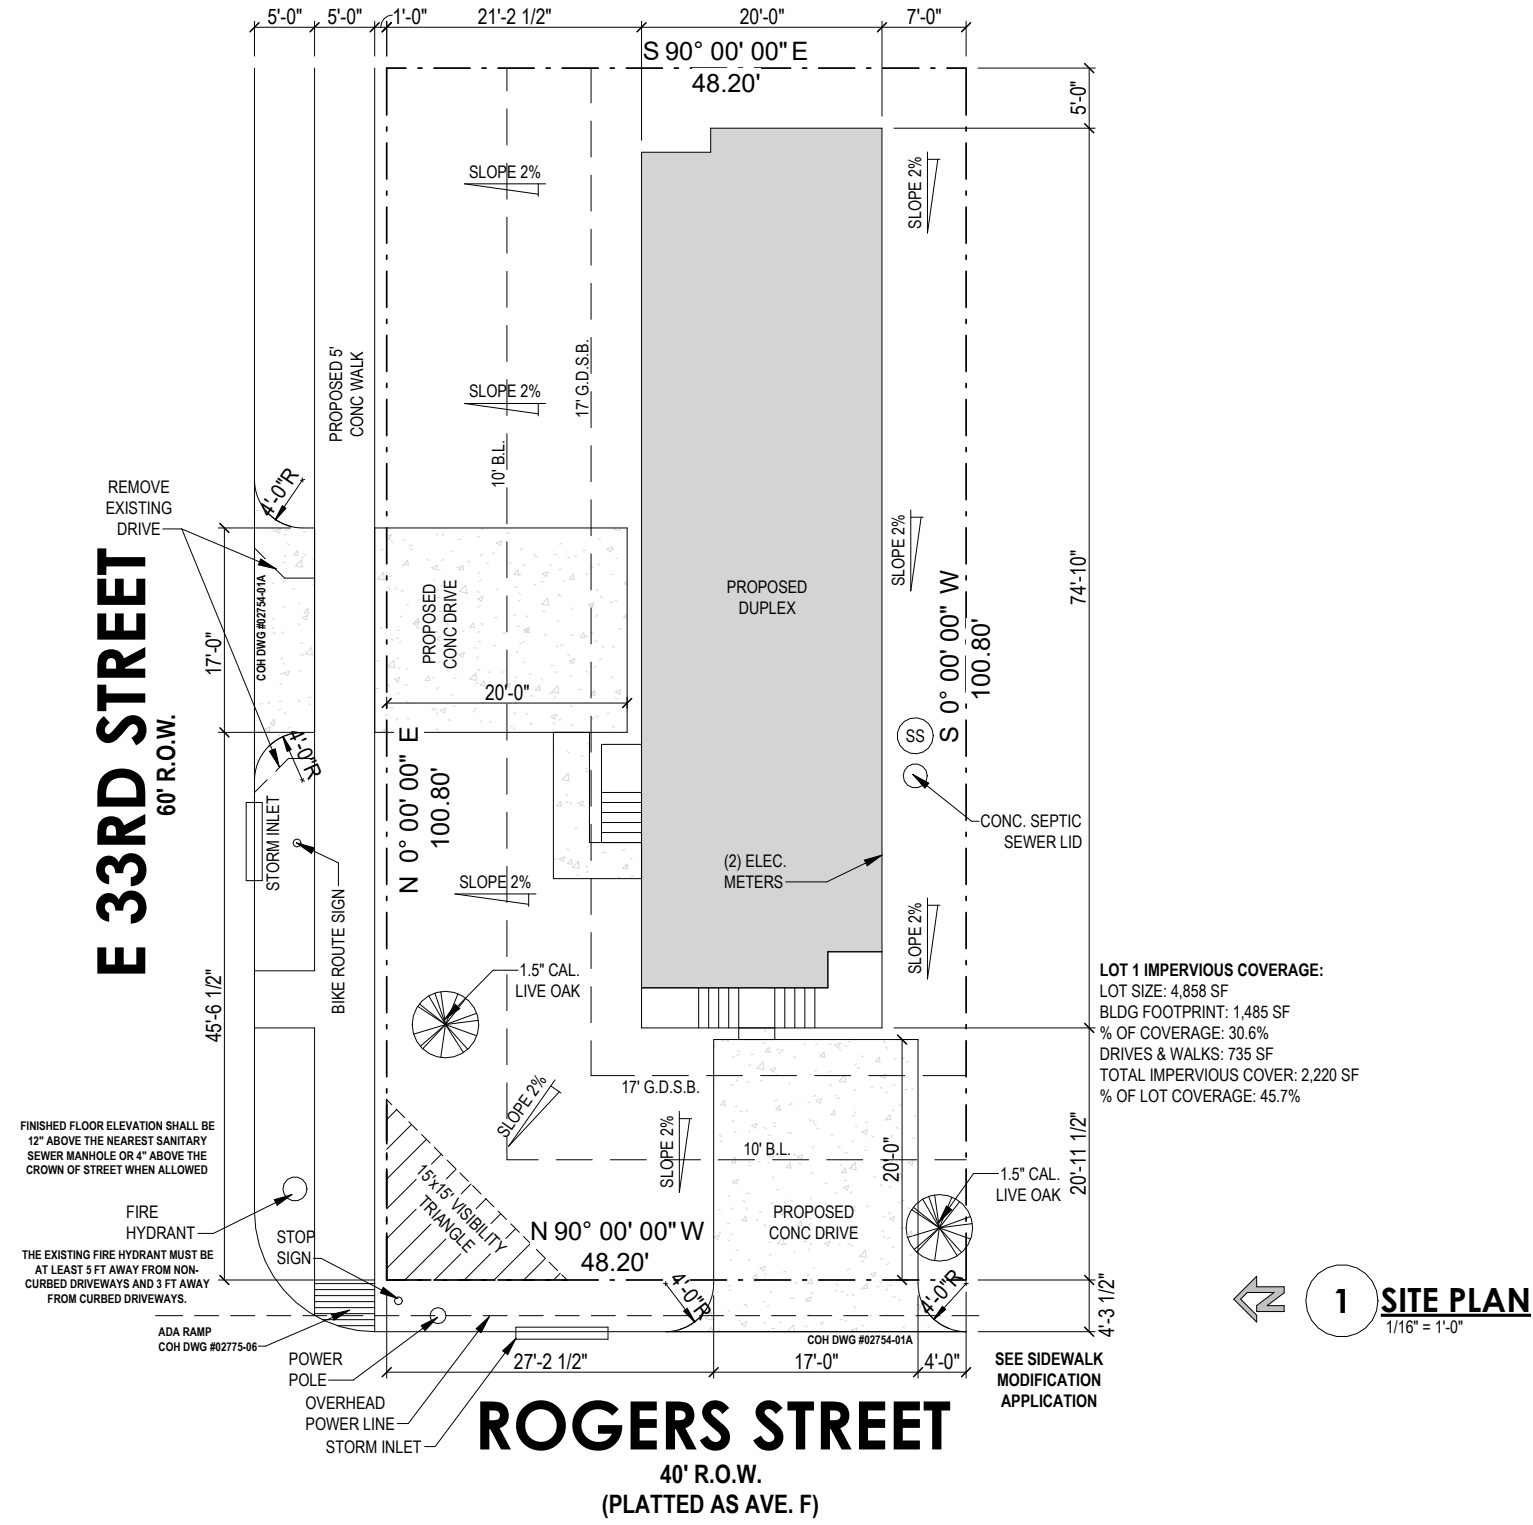 5'-0"
5'-0"
1'-0"
21'-2 1/2"
20'-0"
7'-0"
S 90° 00' 00" E
48.20'
5'-0"
SLOPE 2%
SLOPE 2%
PROPOSED 5'
CONC WALK
17' G.D.S.B.
SLOPE 2%
10' B.L.
4'-0"R
REMOVE
EXISTING
DRIVE
E 33RD STREET
60' R.O.W.
17'-0"
COH DWG #02754-01A
PROPOSED
CONC DRIVE
20'-0"
PROPOSED
DUPLEX
SLOPE 2%
S 0° 00' 00" W
100.80'
74'-10"
4'-0"R
N 0° 00' 00" E
100.80'
SS
CONC. SEPTIC
SEWER LID
STORM INLET
BIKE ROUTE SIGN
SLOPE 2%
(2) ELEC.
METERS
SLOPE 2%
1.5" CAL.
LIVE OAK
45'-6 1/2"
LOT 1 IMPERVIOUS COVERAGE:
LOT SIZE: 4,858 SF
BLDG FOOTPRINT: 1,485 SF
% OF COVERAGE: 30.6%
DRIVES & WALKS: 735 SF
TOTAL IMPERVIOUS COVER: 2,220 SF
% OF LOT COVERAGE: 45.7%
17' G.D.S.B.
SLOPE 2%
SLOPE 2%
10' B.L.
20'-0"
20'-11 1/2"
FINISHED FLOOR ELEVATION SHALL BE
12" ABOVE THE NEAREST SANITARY
SEWER MANHOLE OR 4" ABOVE THE
CROWN OF STREET WHEN ALLOWED
FIRE
HYDRANT
THE EXISTING FIRE HYDRANT MUST BE
AT LEAST 5 FT AWAY FROM NON-
CURBED DRIVEWAYS AND 3 FT AWAY
FROM CURBED DRIVEWAYS.
STOP
SIGN
15'x15' VISIBILITY
TRIANGLE
N 90° 00' 00" W
48.20'
PROPOSED
CONC DRIVE
1.5" CAL.
LIVE OAK
4'-0"R
4'-0"R
4'-3 1/2"
ADA RAMP
COH DWG #02775-06
COH DWG #02754-01A
POWER
POLE
27'-2 1/2"
17'-0"
4'-0"
SEE SIDEWALK
MODIFICATION
APPLICATION
OVERHEAD
POWER LINE
STORM INLET
ROGERS STREET
40' R.O.W.
(PLATTED AS AVE. F)
N
1
SITE PLAN
1/16" = 1'-0"